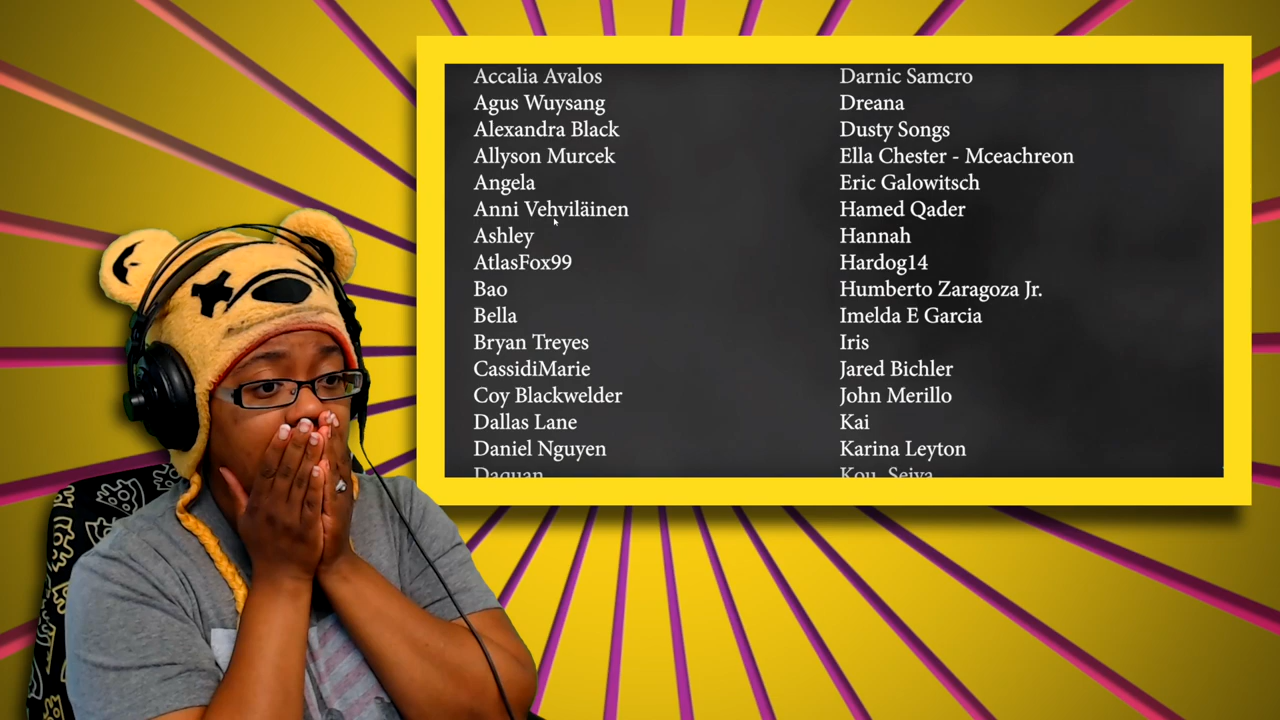 Accalia Avalos
Agus Wuysang
Alexandra Black
Allyson Murcek
Angela
Anni Vehviläinen
Ashley
AtlasFox99
Bao
Bella
Bryan Treyes
CassidiMarie
Coy Blackwelder
Dallas Lane
Daniel Nguyen
Daquan
Darnic Samcro
Dreana
Dusty Songs
Ella Chester - Mceachreon
Eric Galowitsch
Hamed Qader
Hannah
Hardog14
Humberto Zaragoza Jr.
Imelda E Garcia
Iris
Jared Bichler
John Merillo
Kai
Karina Leyton
Kou_Seiya